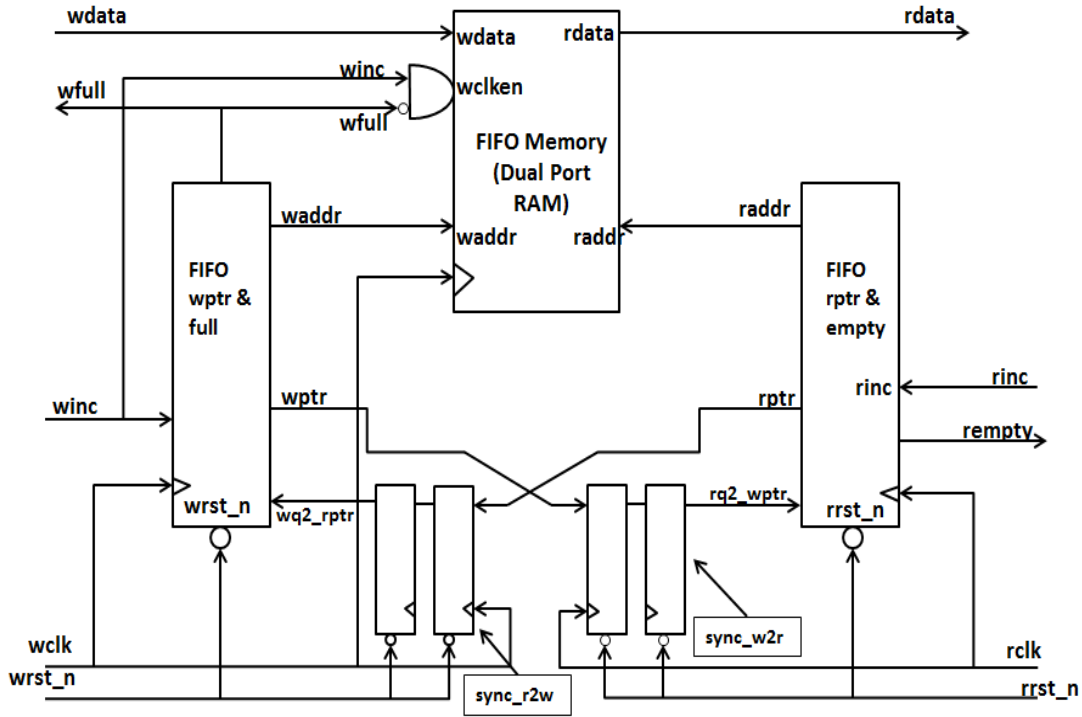 wdata
rdata
wdata
rdata
winc
wclken
wfull
wfull
FIFO Memory
(Dual Port
RAM)
waddr
raddr
waddr
raddr
FIFO
wptr &
full
FIFO
rptr &
empty
rinc
rinc
winc
wptr
rptr
rempty
wrst_n
wq2_rptr
rq2_wptr
rrst_n
sync_w2r
wclk
rclk
wrst_n
sync_r2w
rrst_n